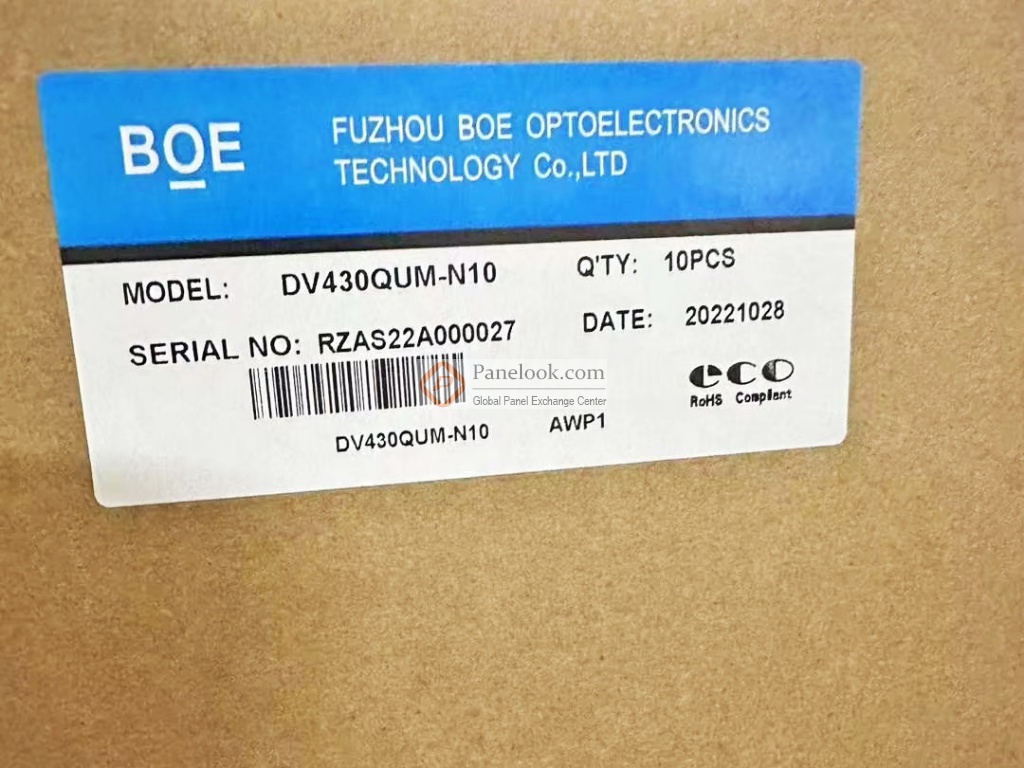 BOE
FUZHOU BOE OPTOELECTRONICS
TECHNOLOGY Co.,LTD
MODEL: DV430QUM-N10
Q'TY: 10PCS
SERIAL NO: RZAS22A000027
DATE: 20221028
Panelook.com
Global Panel Exchange Center
eco
RoHS Compliant
DV430QUM-N10
AWP1